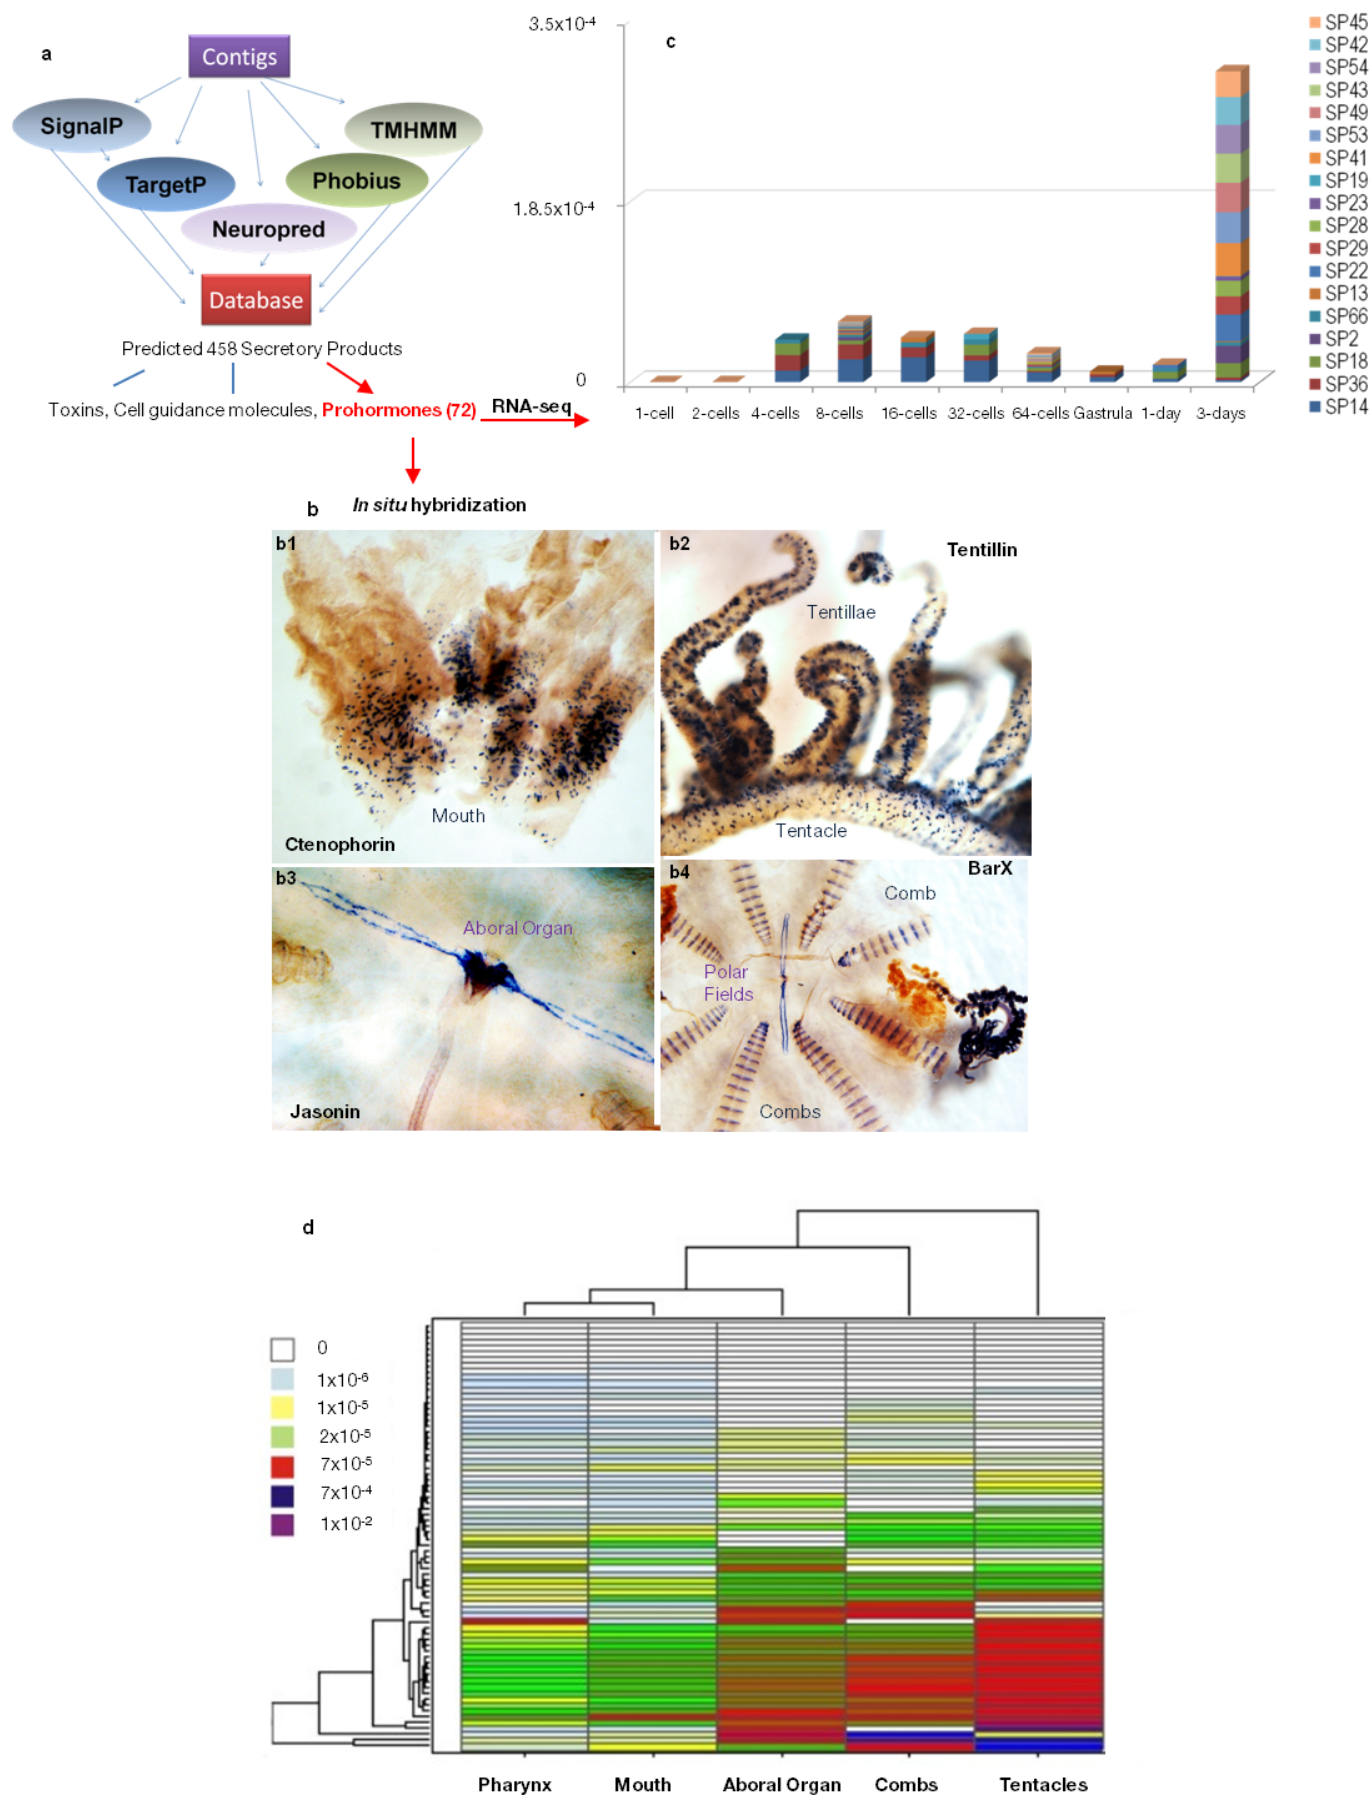 a
Contigs
SignalP
TMHMM
TargetP
Phobius
Neuropred
Database
Predicted 458 Secretory Products
Toxins, Cell guidance molecules, Prohormones (72)
RNA-seq
c
3.5x10-4
1.8.5x10-4
0
1-cell 2-cells 4-cells 8-cells 16-cells 32-cells 64-cells Gastrula 1-day 3-days
SP45
SP42
SP54
SP43
SP49
SP53
SP41
SP19
SP23
SP28
SP29
SP22
SP13
SP66
SP2
SP18
SP36
SP14
b In situ hybridization
b1
Mouth
Ctenophorin
b2
Tentillin
Tentillae
Tentacle
b3
Aboral Organ
Jasonin
b4
BarX
Comb
Polar
Fields
Combs
d
0
1x10-6
1x10-5
2x10-5
7x10-5
7x10-4
1x10-2
Pharynx Mouth Aboral Organ Combs Tentacles